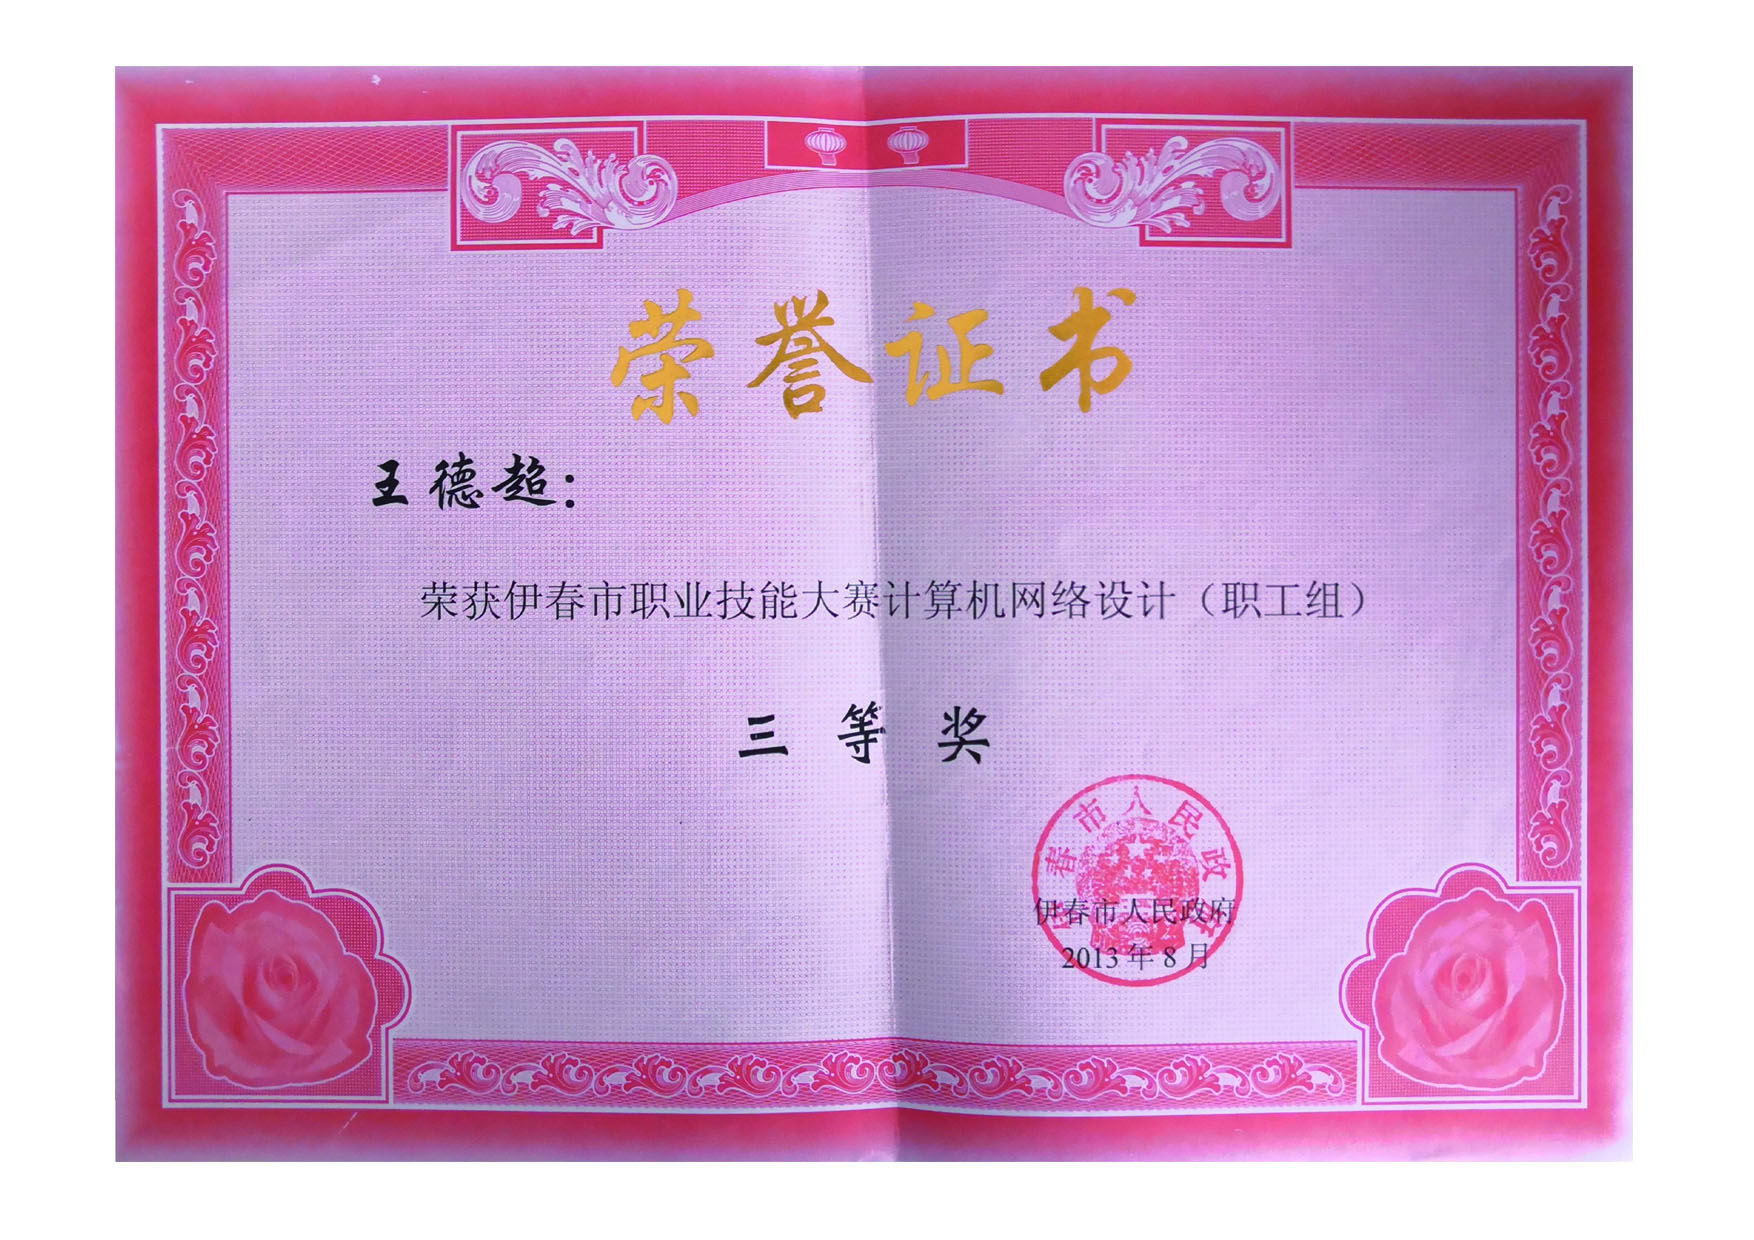 荣誉证书
王德超：
荣获伊春市职业技能大赛计算机网络设计（职工组）
三等奖
伊春市人民政府
伊春市人民政府
2013年8月